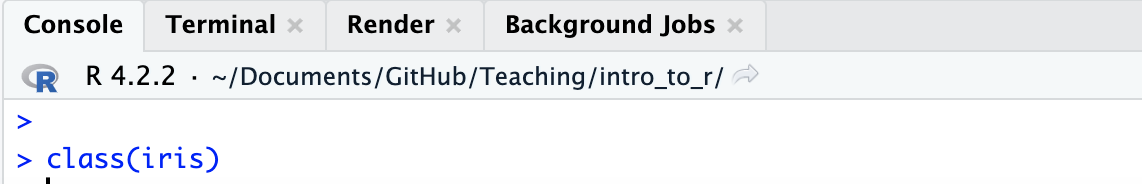 Console Terminal × Render × Background Jobs ×
R R 4.2.2 · ~/Documents/GitHub/Teaching/intro_to_r/
>
> class(iris)